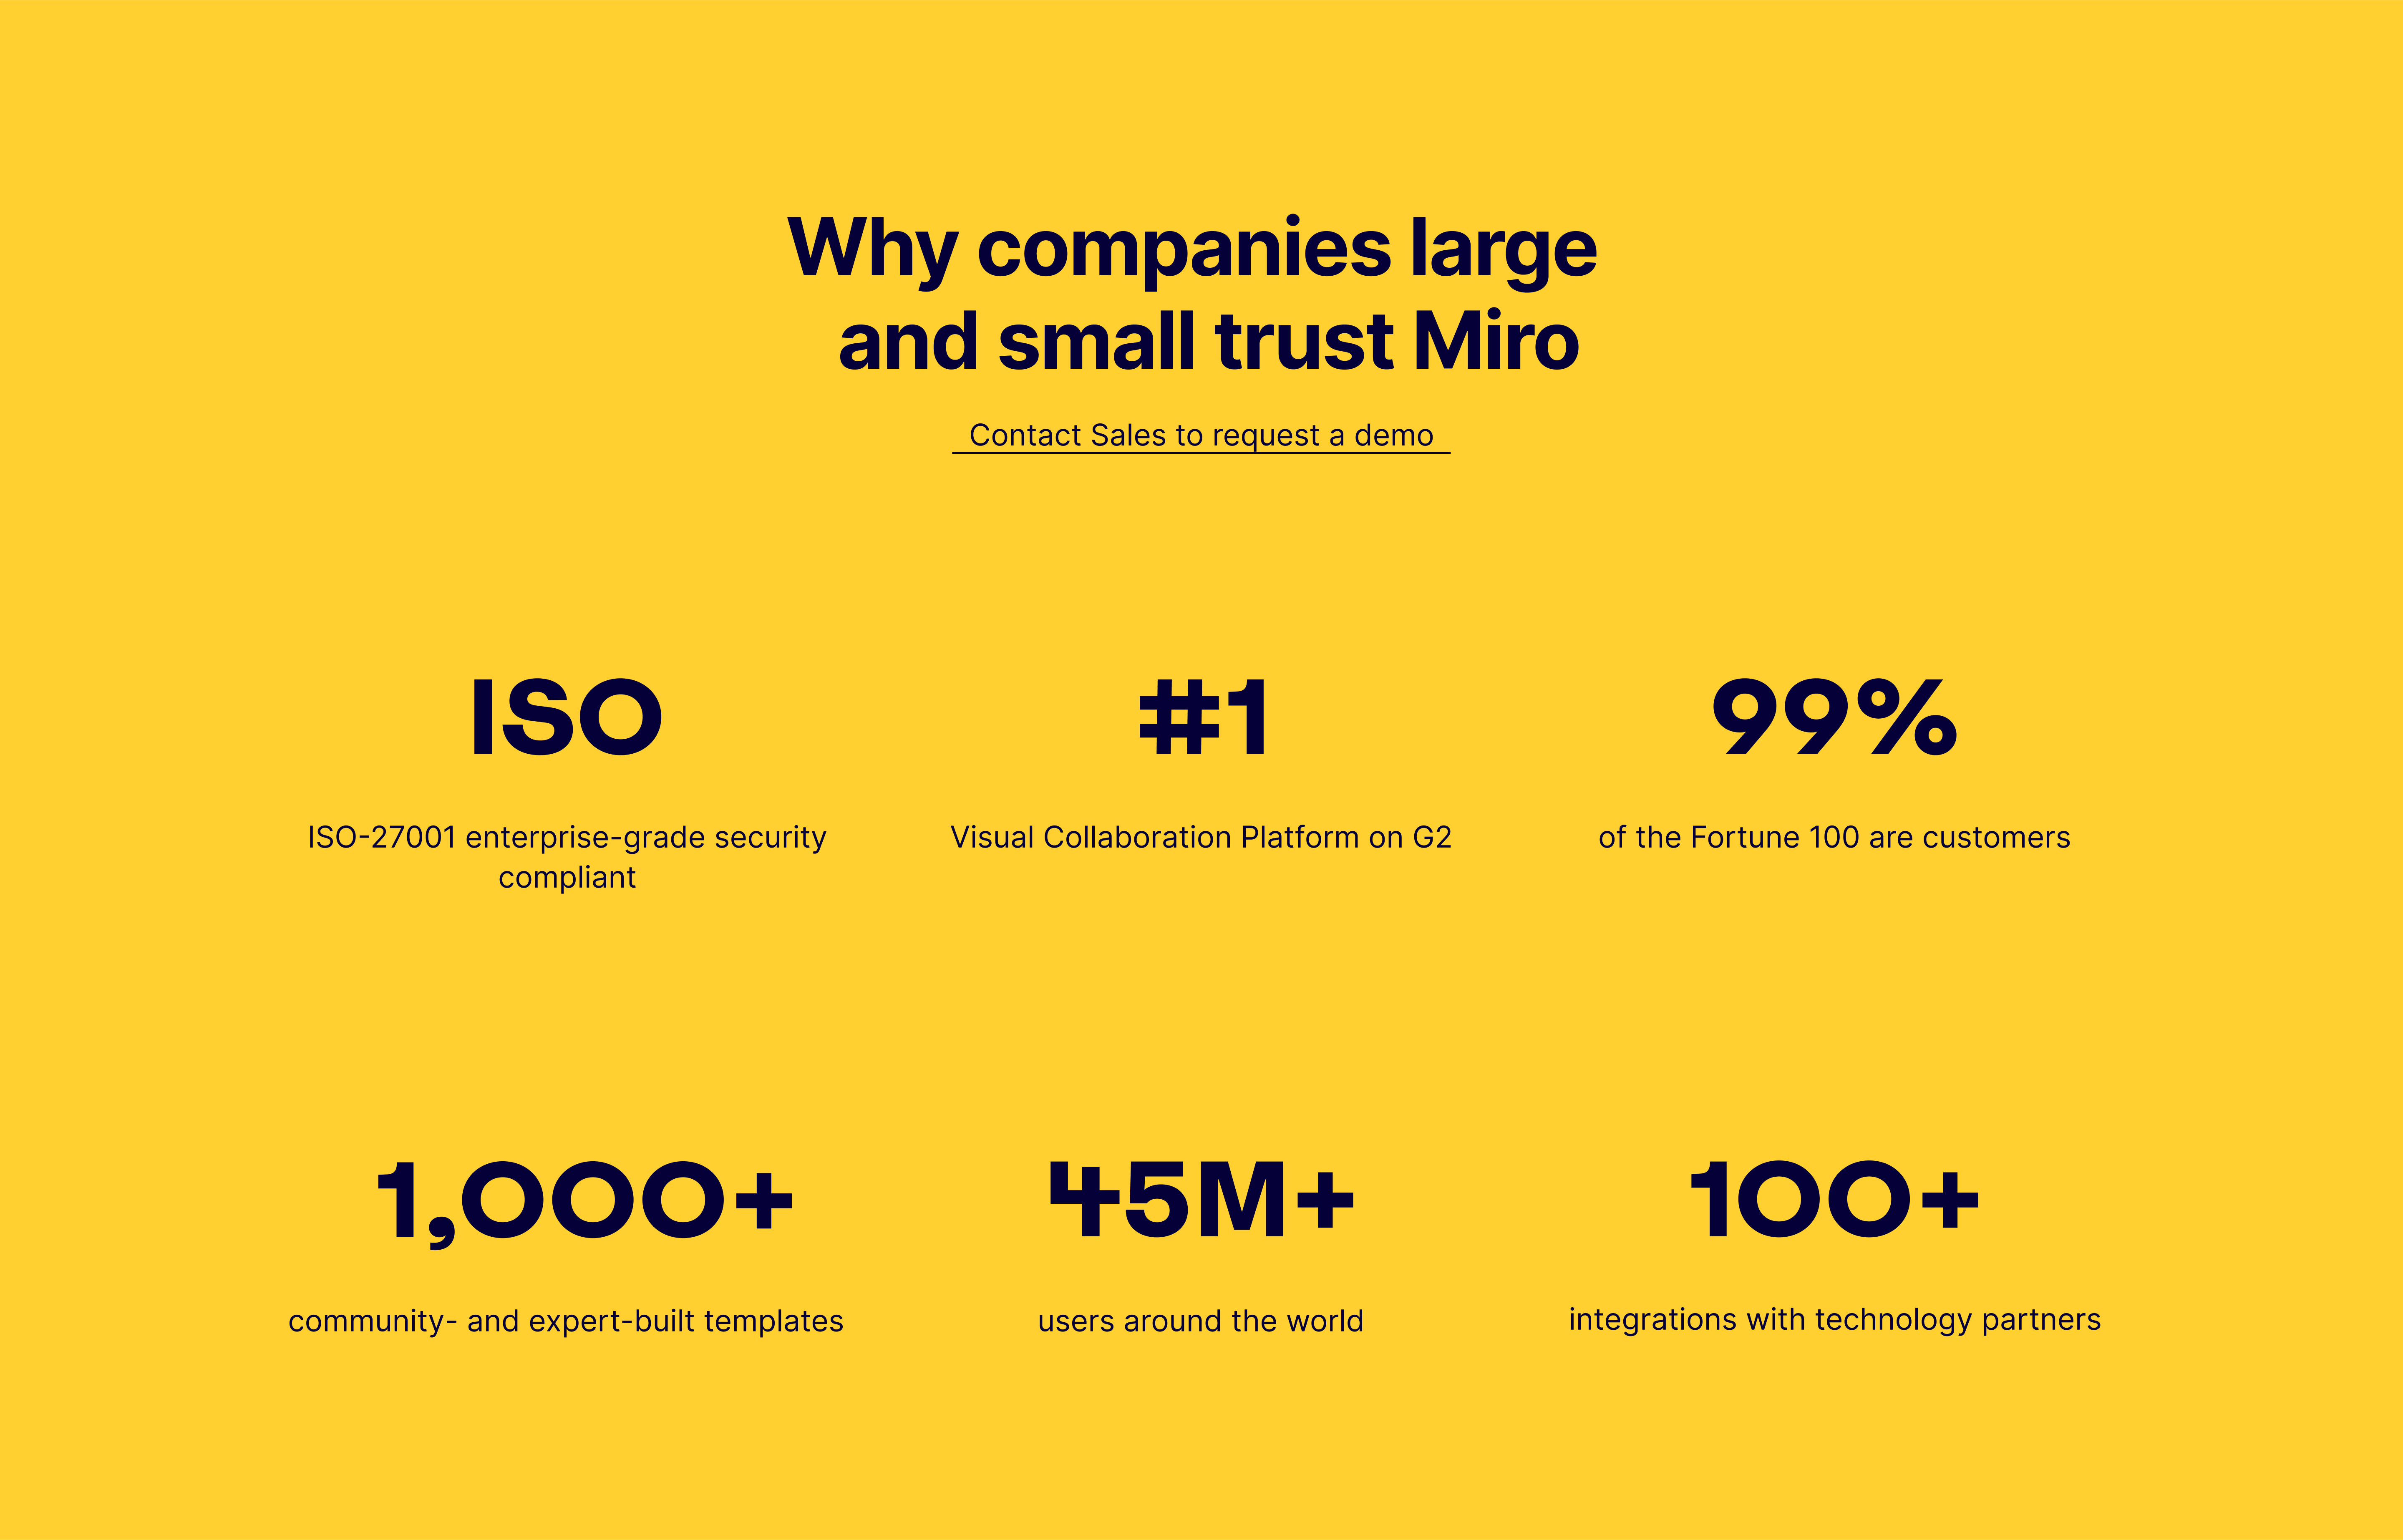 Why companies large
and small trust Miro
Contact Sales to request a demo
ISO
ISO-27001 enterprise-grade security
compliant
#1
Visual Collaboration Platform on G2
99%
of the Fortune 100 are customers
1,000+
community- and expert-built templates
45M+
users around the world
100+
integrations with technology partners